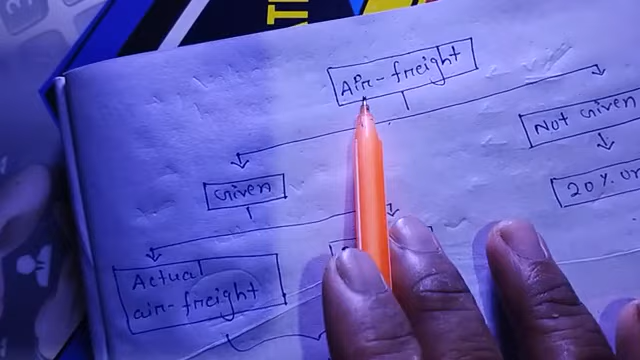 Air-freight
Given
Not Given
20% or
Actual
air-freight